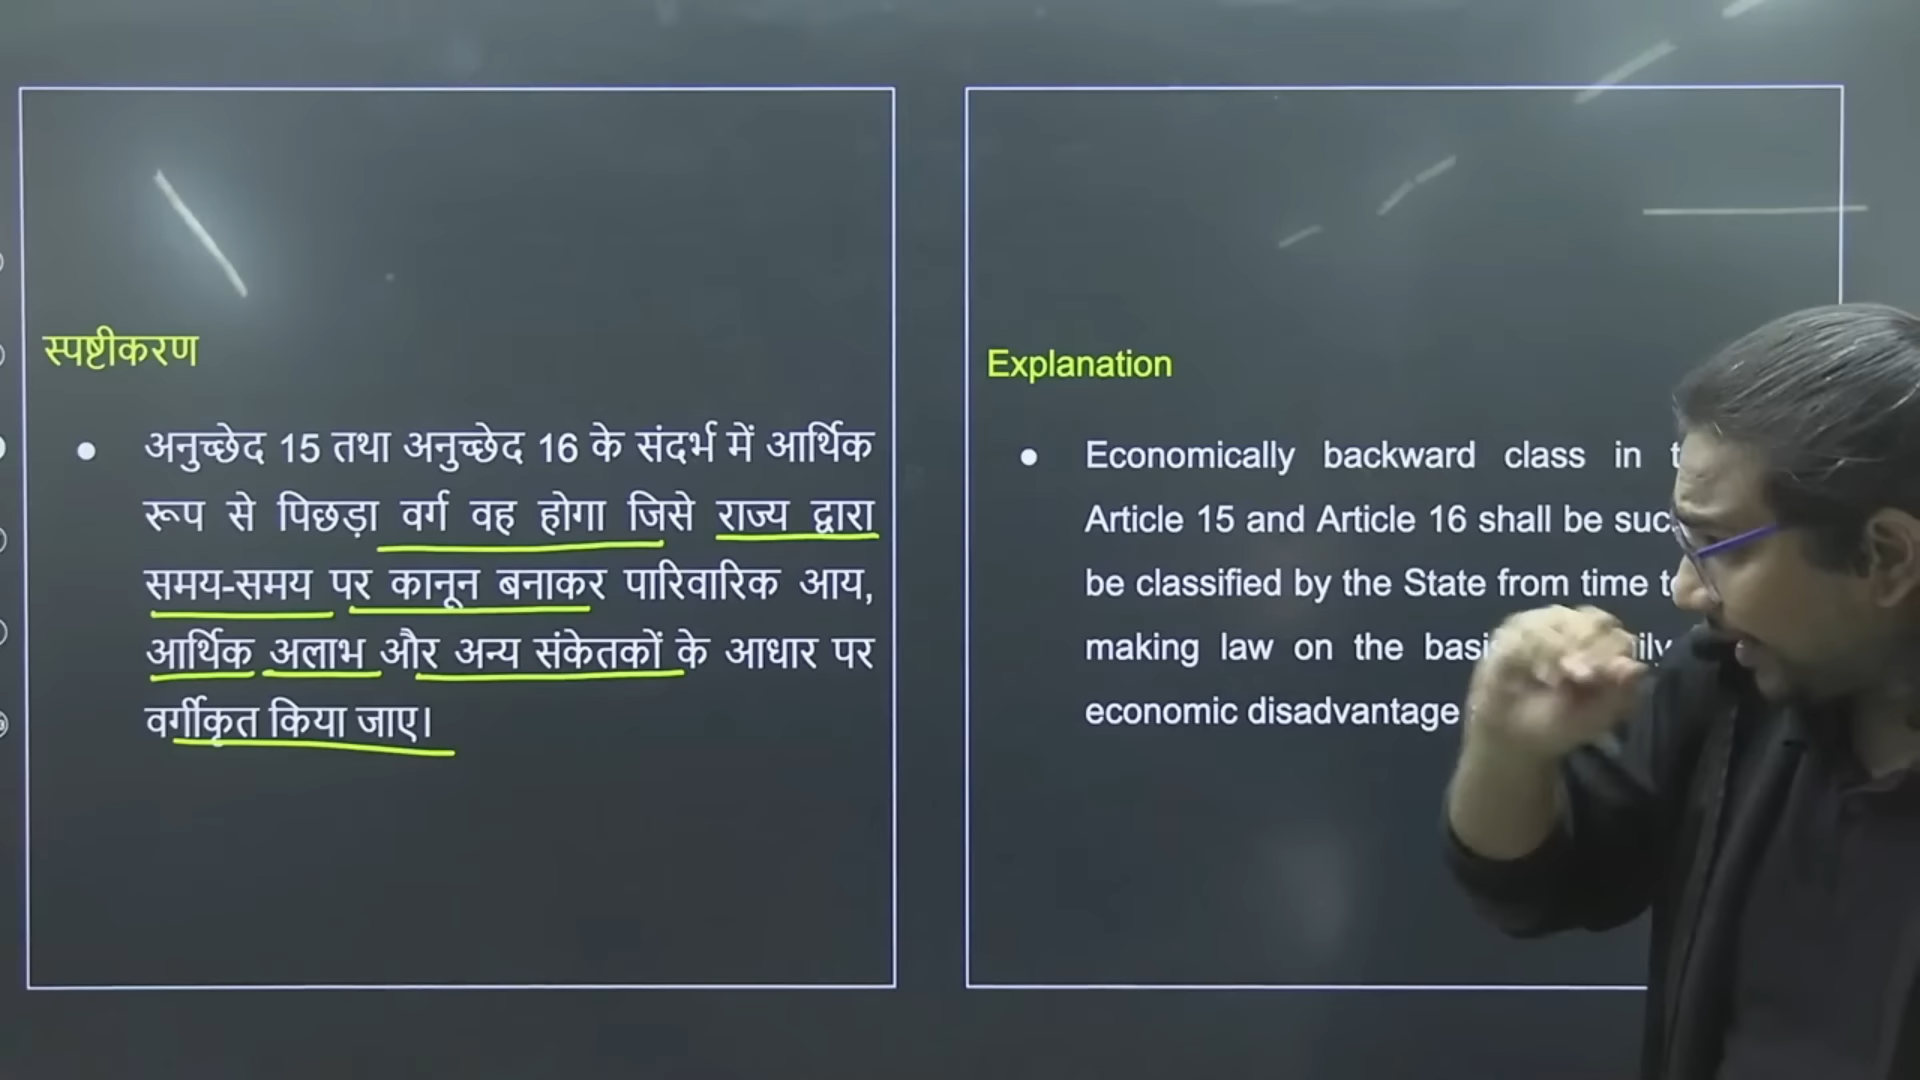 स्पष्टीकरण
अनुच्छेद 15 तथा अनुच्छेद 16 के संदर्भ में आर्थिक
रूप से पिछड़ा वर्ग वह होगा जिसे राज्य द्वारा
समय-समय पर कानून बनाकर पारिवारिक आय,
आर्थिक अलाभ और अन्य संकेतकों के आधार पर
वर्गीकृत किया जाए।
Explanation
Economically backward class in
Article 15 and Article 16 shall be
be classified by the State from time
making law on the
economic disadvantage